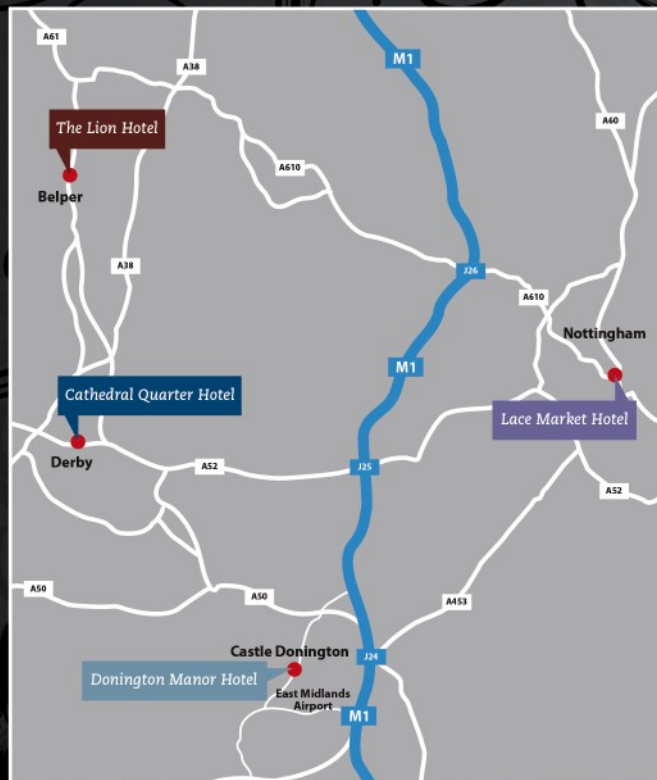 A61
M1
A38
A60
The Lion Hotel
A610
Belper
A38
J26
A610
Nottingham
M1
Cathedral Quarter Hotel
Lace Market Hotel
Derby
A52
J25
A52
A50
A50
A453
Castle Donington
J24
Donington Manor Hotel
East Midlands
Airport
M1